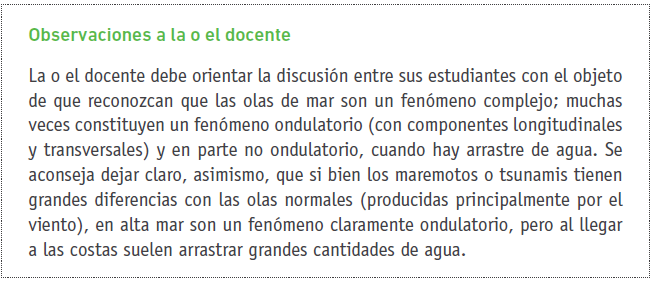 Observaciones a la o el docente
La o el docente debe orientar la discusión entre sus estudiantes con el objeto
de que reconozcan que las olas de mar son un fenómeno complejo; muchas
veces constituyen un fenómeno ondulatorio (con componentes longitudinales
y transversales) y en parte no ondulatorio, cuando hay arrastre de agua. Se
aconseja dejar claro, asimismo, que si bien los maremotos o tsunamis tienen
grandes diferencias con las olas normales (producidas principalmente por el
viento), en alta mar son un fenómeno claramente ondulatorio, pero al llegar
a las costas suelen arrastrar grandes cantidades de agua.